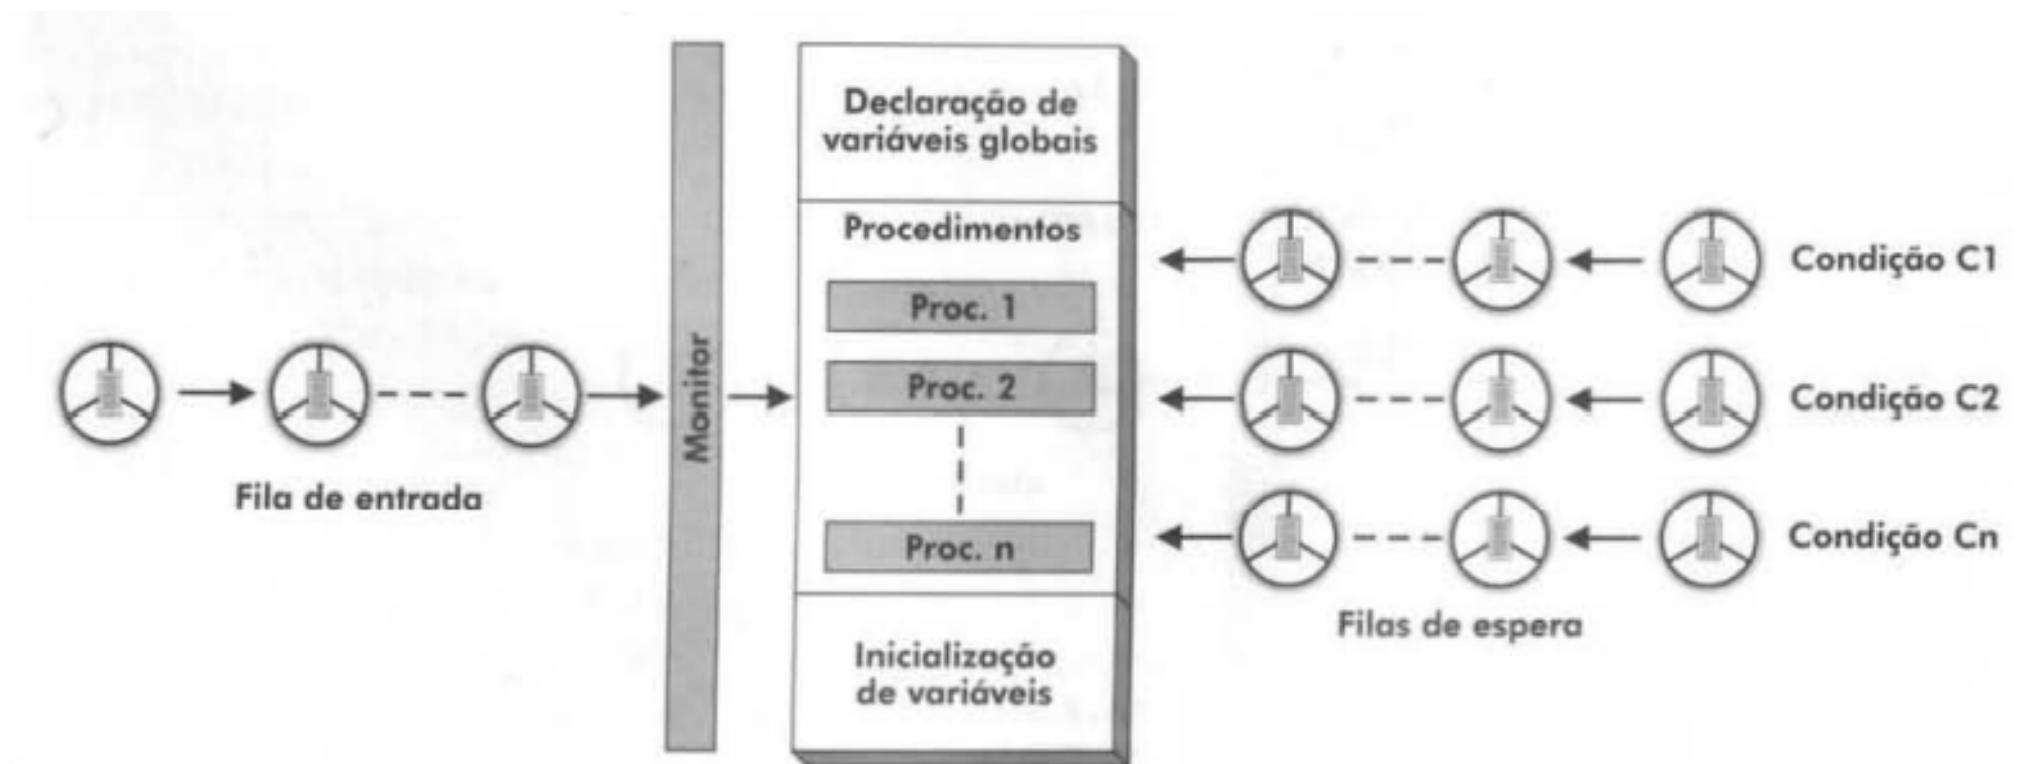 Declaração de
variáveis globais
Procedimentos
Proc. 1
Proc. 2
Proc. n
Inicialização
de variáveis
Monitor
Fila de entrada
Condição C1
Condição C2
Condição Cn
Filas de espera